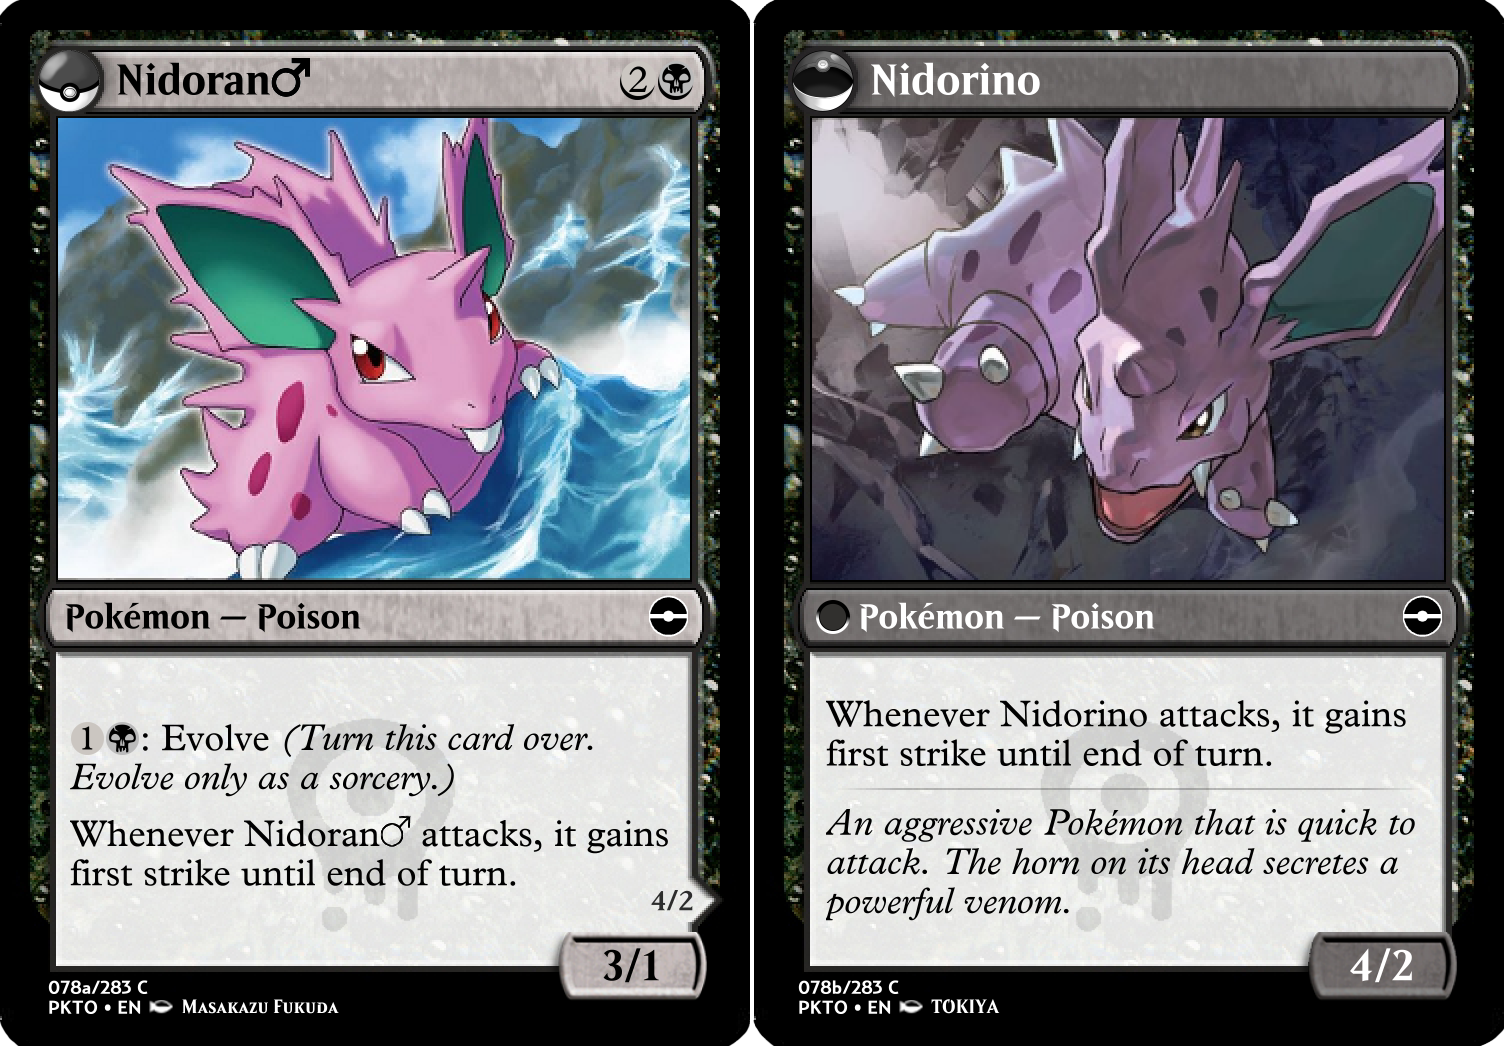 Nidoran♂ 2
Pokémon — Poison
1: Evolve (Turn this card over.
Evolve only as a sorcery.)
Whenever Nidoran♂ attacks, it gains
first strike until end of turn.
4/2
3/1
078a/283 C
PKTO • EN Masakazu Fukuda
Nidorino
Pokémon — Poison
Whenever Nidorino attacks, it gains
first strike until end of turn.
An aggressive Pokémon that is quick to
attack. The horn on its head secretes a
powerful venom.
4/2
078b/283 C
PKTO • EN TOKIYA